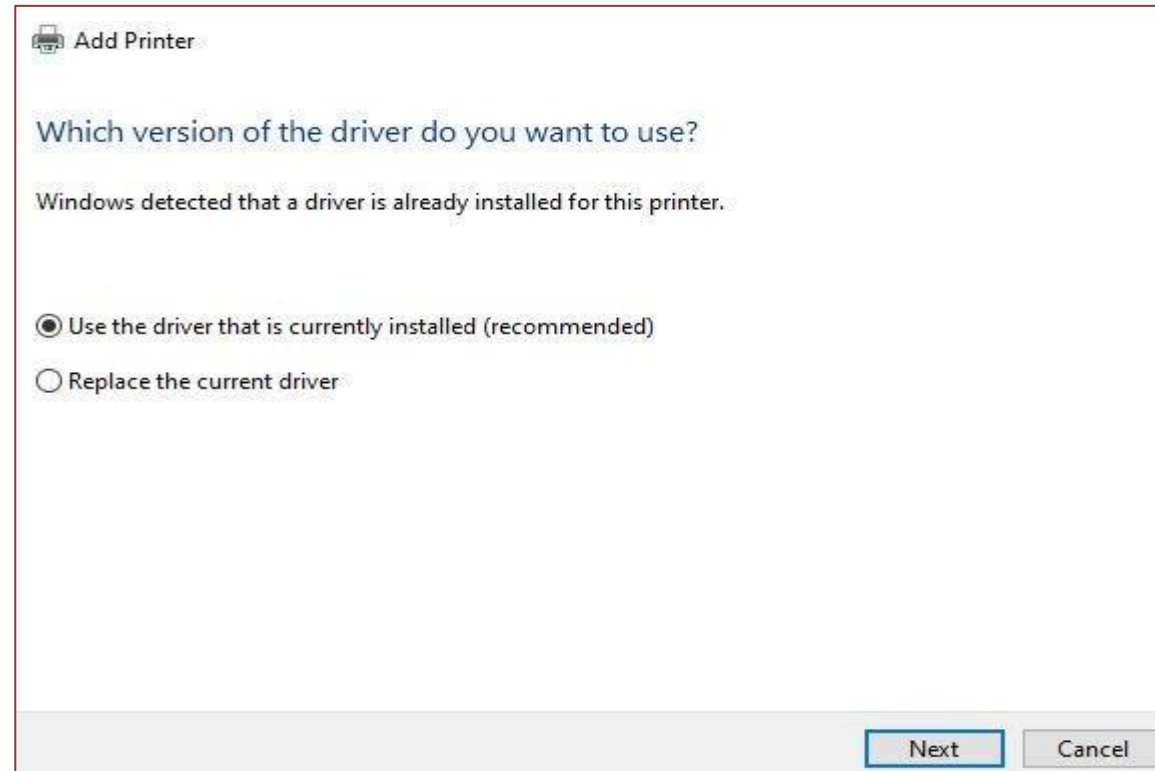 Add Printer
Which version of the driver do you want to use?
Windows detected that a driver is already installed for this printer.
Use the driver that is currently installed (recommended)
Replace the current driver
Next Cancel